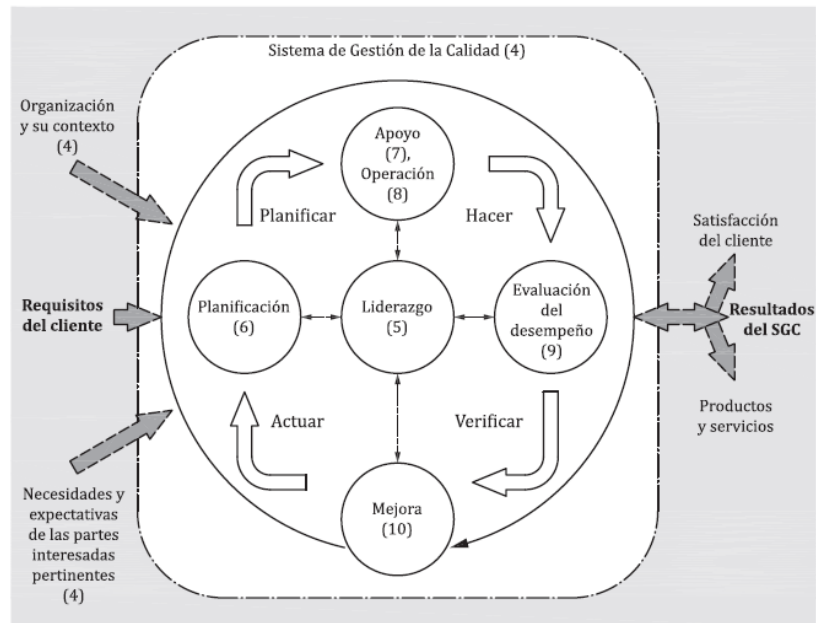 Sistema de Gestión de la Calidad (4)
Organización
y su contexto
(4)
Apoyo
(7),
Operación
(8)
Planificar
Hacer
Satisfacción
del cliente
Requisitos
del cliente
Planificación
(6)
Liderazgo
(5)
Evaluación
del
desempeño
(9)
Resultados
del SGC
Actuar
Verificar
Productos
y servicios
Necesidades y
expectativas
de las partes
interesadas
pertinentes
(4)
Mejora
(10)